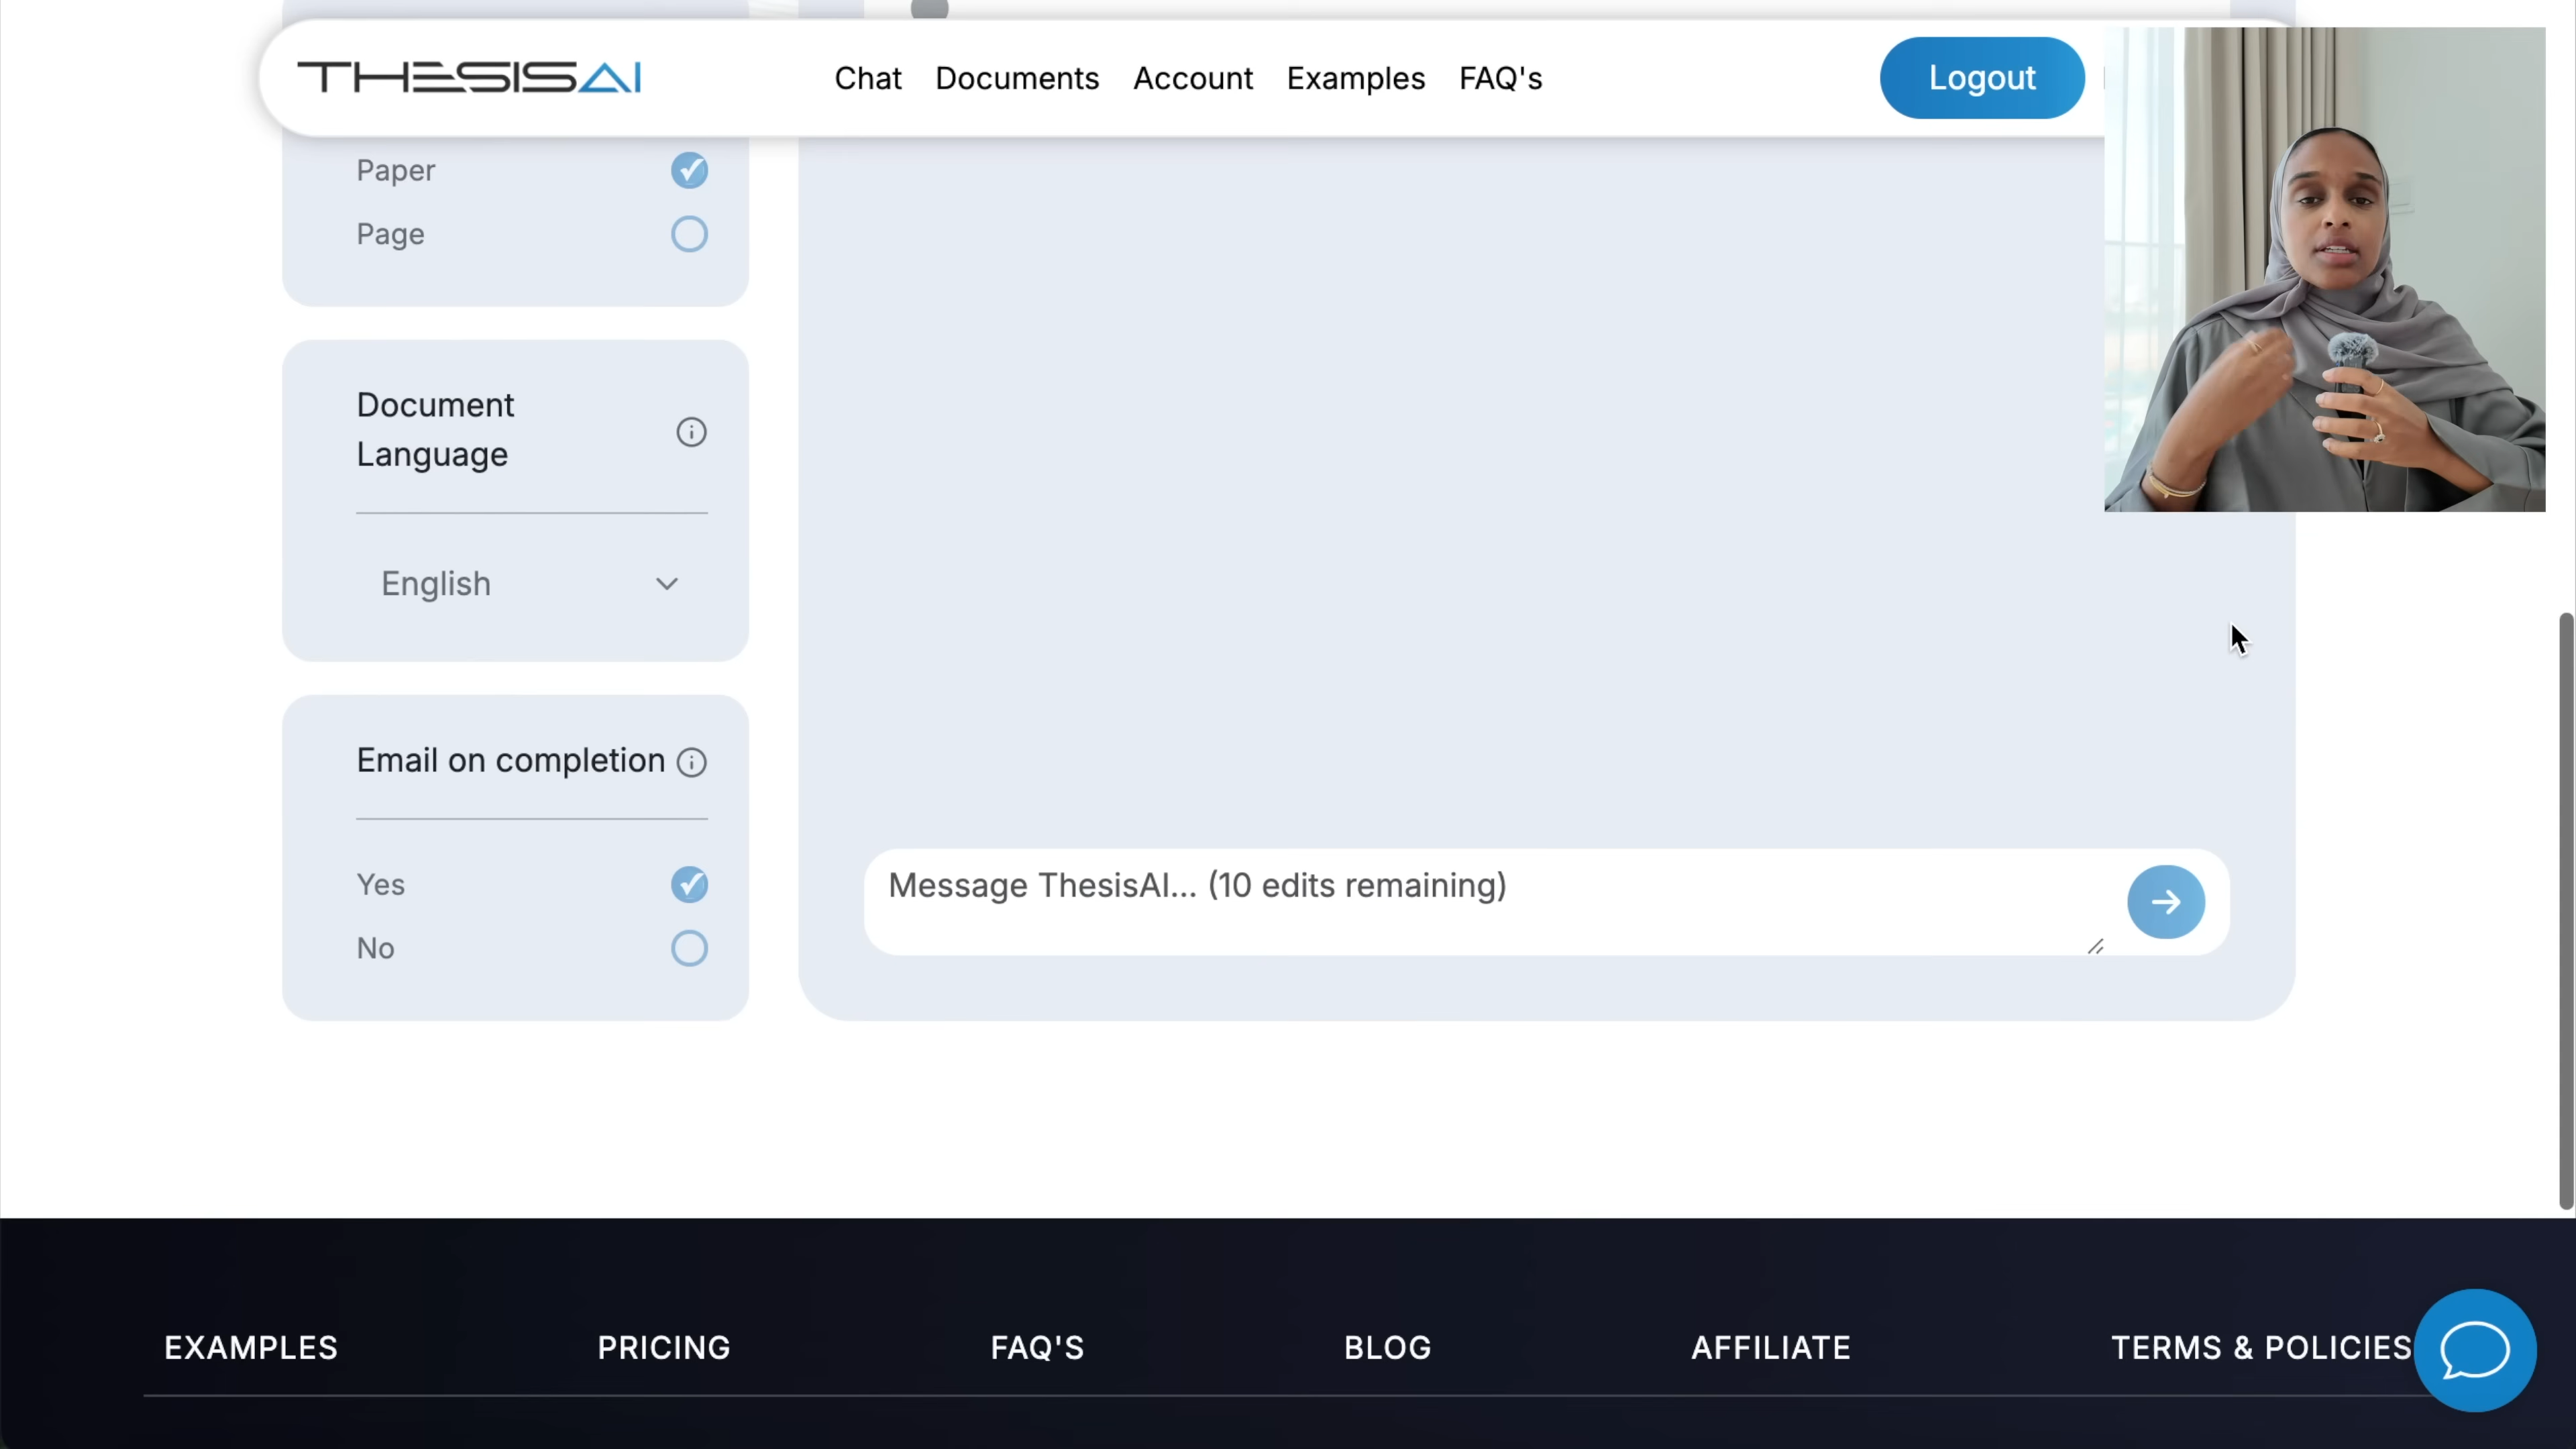 THESISAI
Chat Documents Account Examples FAQ's
Logout
Paper
Page
Document
Language
English
Email on completion
Yes
No
Message ThesisAI... (10 edits remaining)
EXAMPLES PRICING FAQ'S BLOG AFFILIATE TERMS & POLICIES